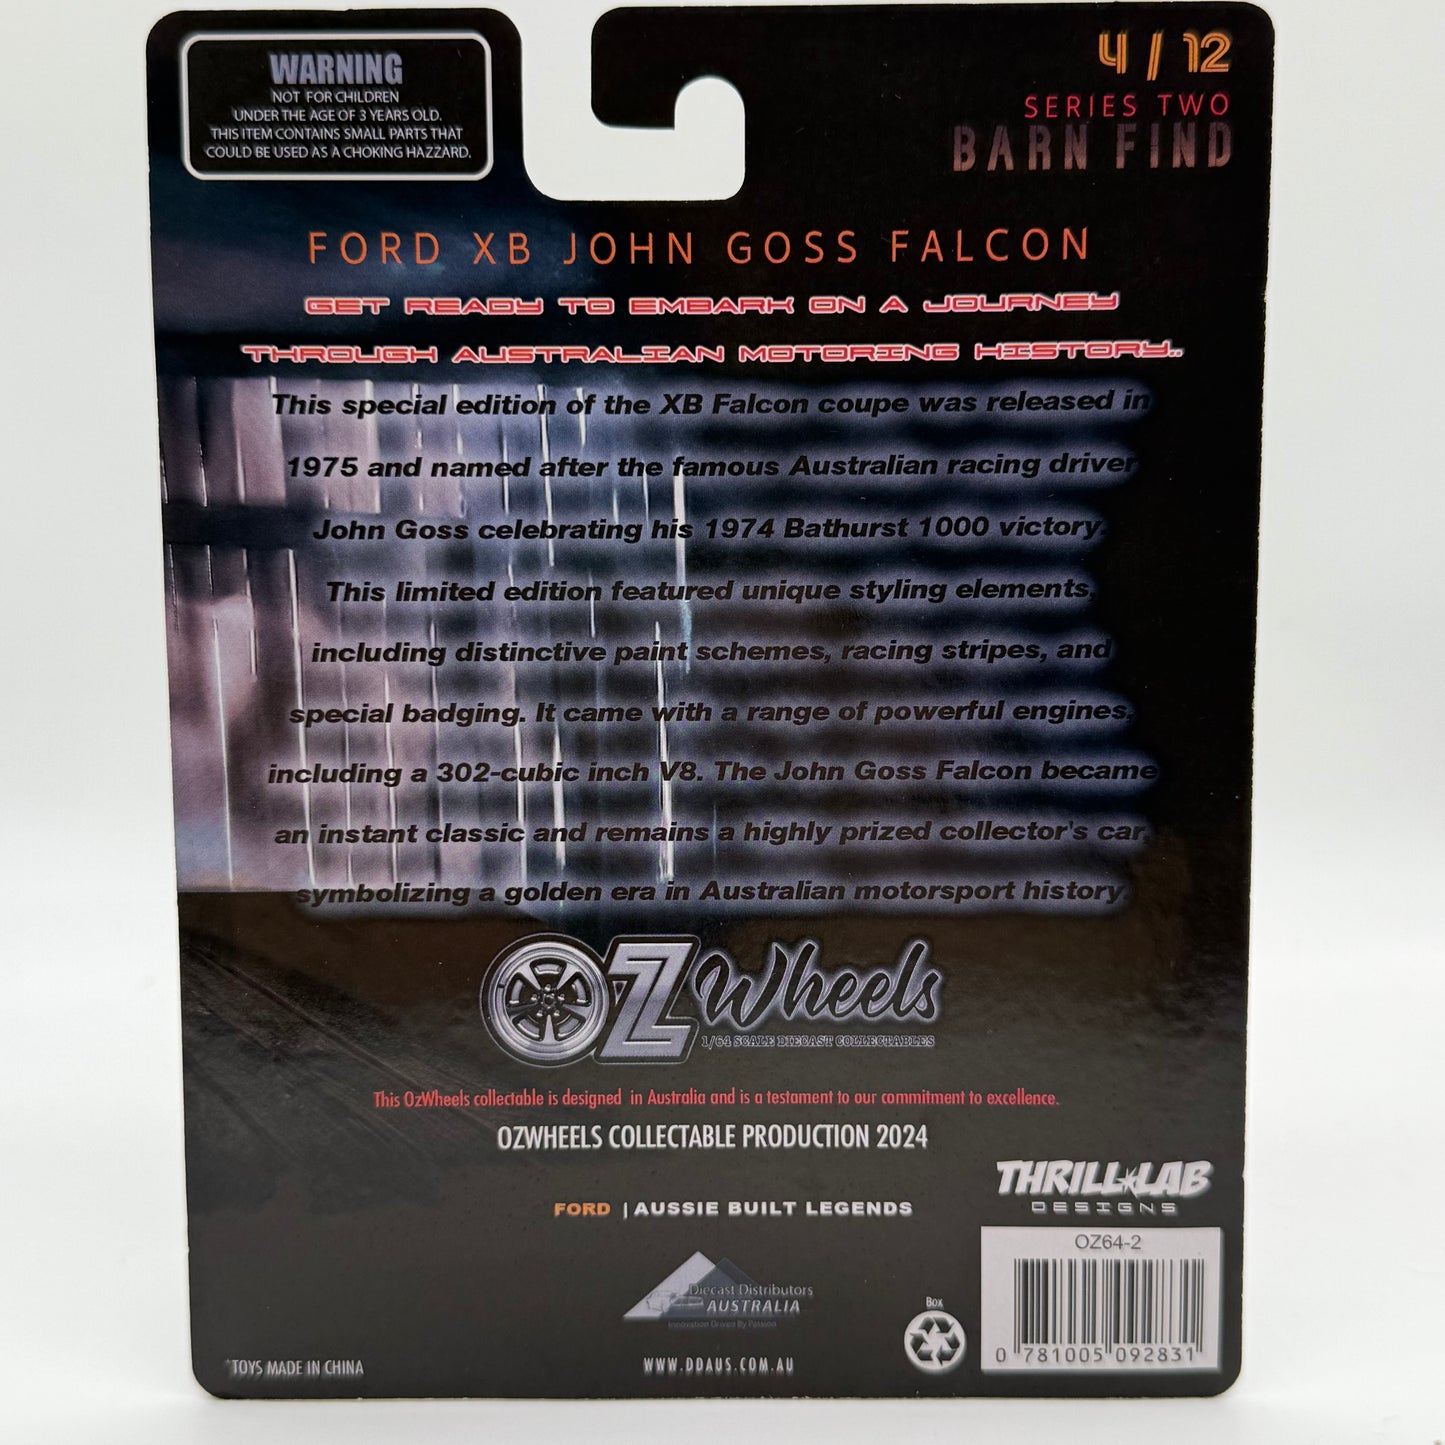 WARNING
NOT FOR CHILDREN
UNDER THE AGE OF 3 YEARS OLD.
THIS ITEM CONTAINS SMALL PARTS THAT
COULD BE USED AS A CHOKING HAZZARD.
4 / 12
SERIES TWO
BARN FIND
FORD XB JOHN GOSS FALCON
GET READY TO EMBARK ON A JOURNEY
THROUGH AUSTRALIAN MOTORING HISTORY..
This special edition of the XB Falcon coupe was released in
1975 and named after the famous Australian racing driver
John Goss celebrating his 1974 Bathurst 1000 victory.
This limited edition featured unique styling elements,
including distinctive paint schemes, racing stripes, and
special badging. It came with a range of powerful engines,
including a 302-cubic inch V8. The John Goss Falcon became
an instant classic and remains a highly prized collector's car,
symbolizing a golden era in Australian motorsport history.
OZ Wheels
1/64 SCALE DIECAST COLLECTABLES
This OzWheels collectable is designed in Australia and is a testament to our commitment to excellence.
OZWHEELS COLLECTABLE PRODUCTION 2024
THRILL LAB
DESIGNS
FORD | AUSSIE BUILT LEGENDS
OZ64-2
Diecast Distributors
AUSTRALIA
Innovation Driven By Passion
Box
0 781005 092831
*TOYS MADE IN CHINA
WWW.DDAUS.COM.AU